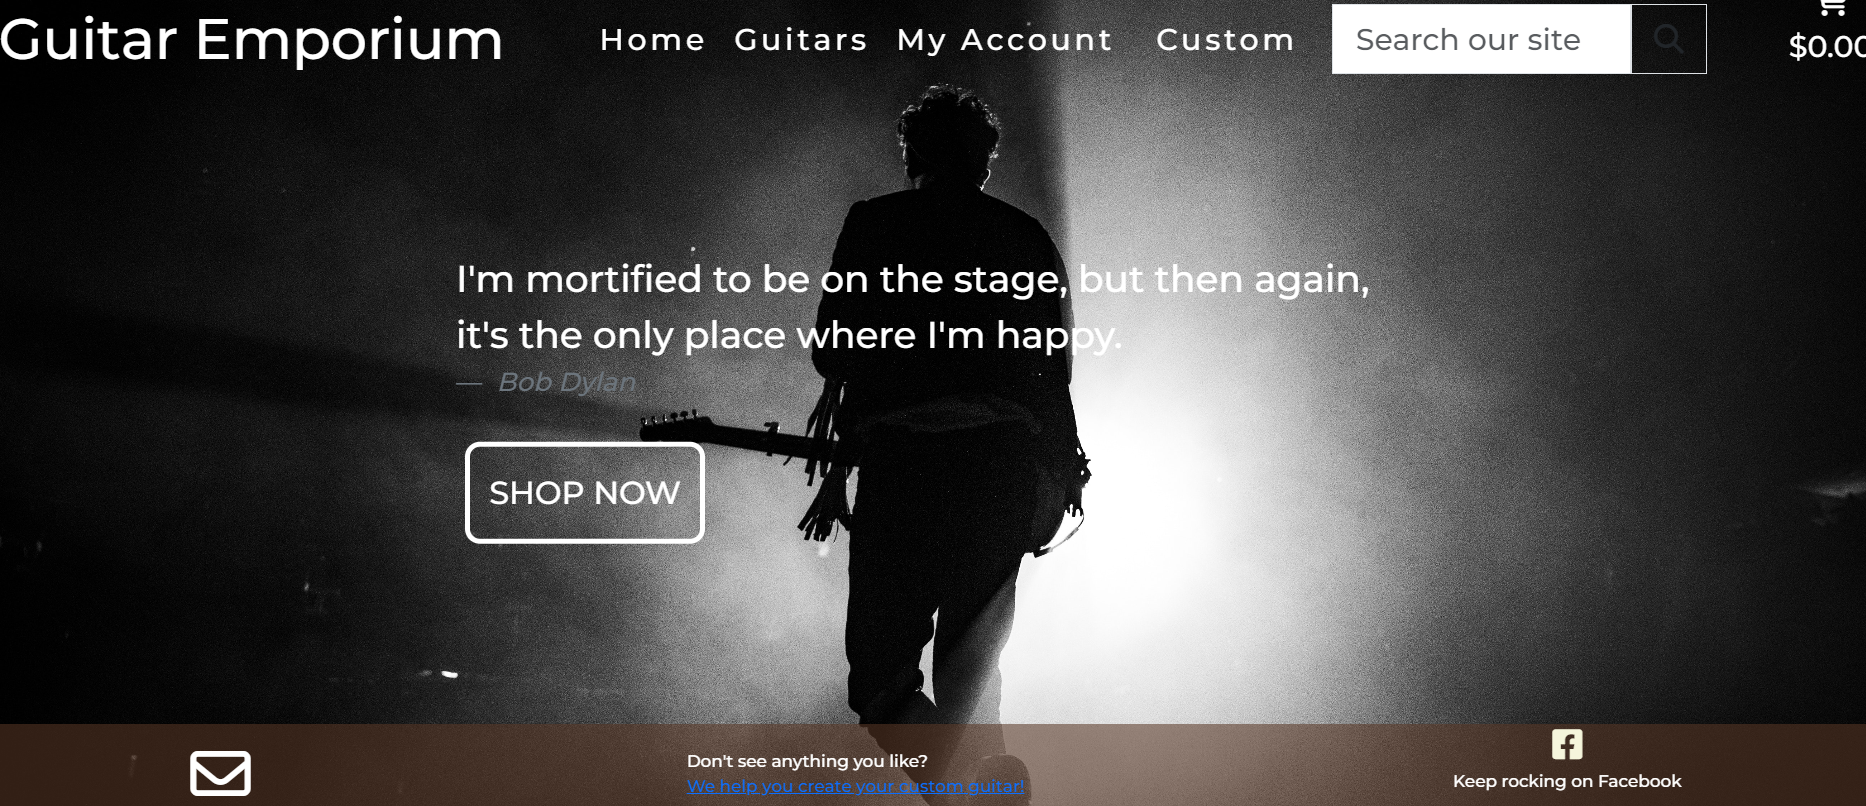 Guitar Emporium
Home Guitars My Account Custom
Search our site
$0.00
I'm mortified to be on the stage, but then again,
it's the only place where I'm happy.
— Bob Dylan
SHOP NOW
Don't see anything you like?
We help you create your custom guitar!
Keep rocking on Facebook